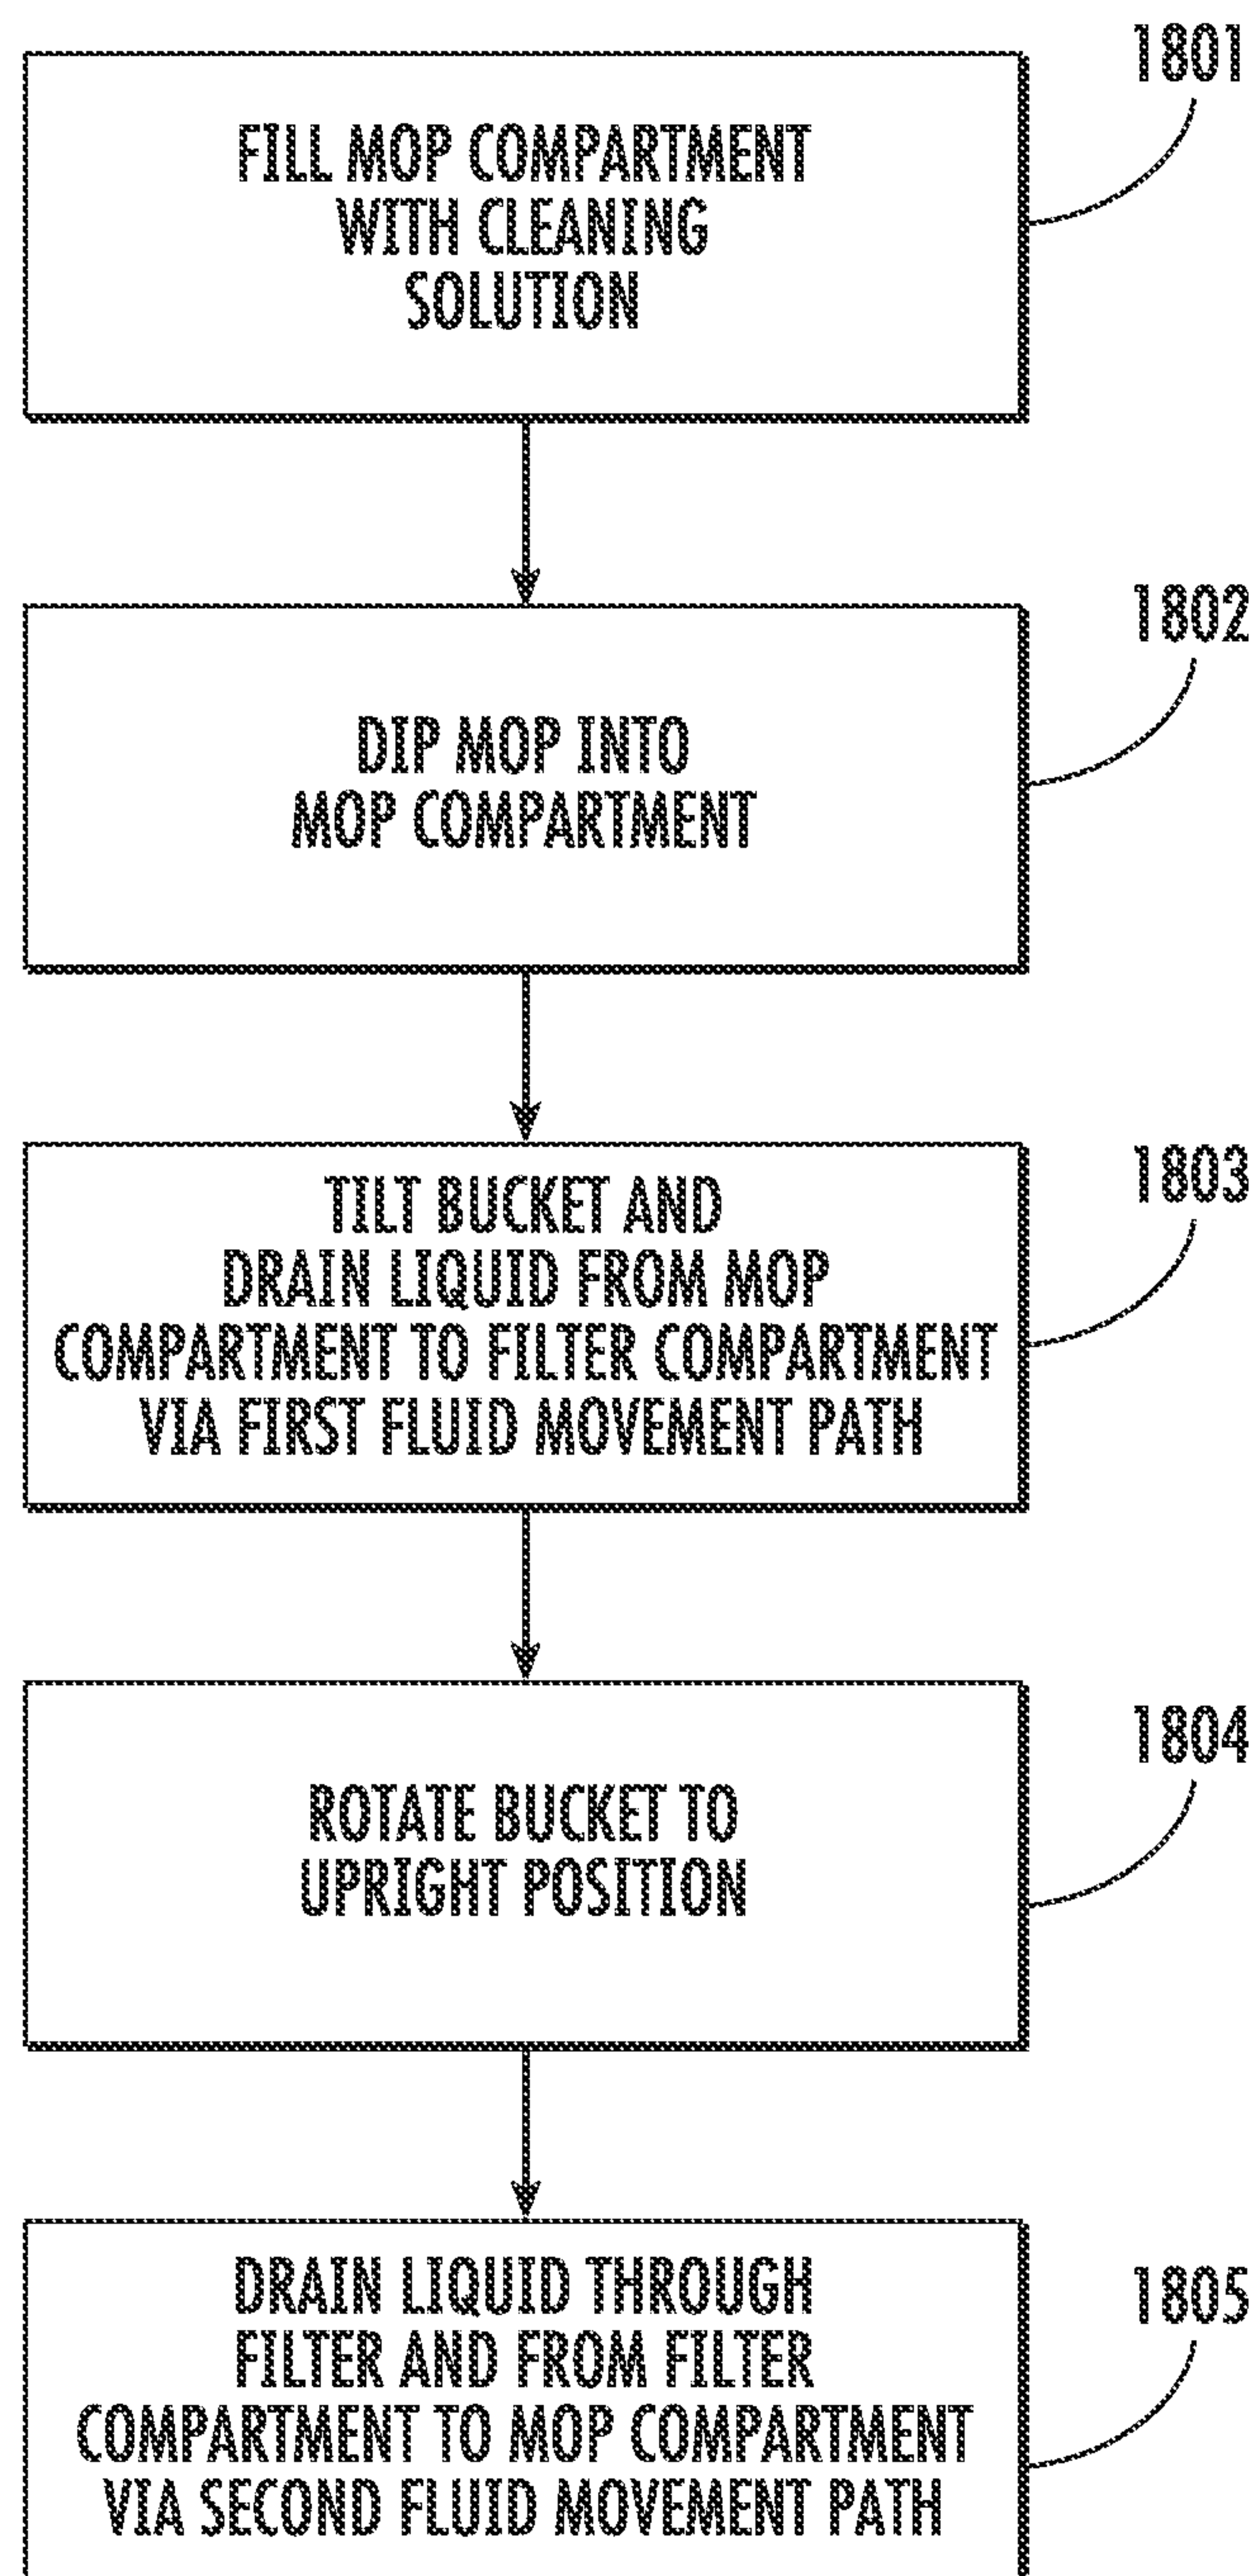 1801
FILL MOP COMPARTMENT
WITH CLEANING
SOLUTION
1802
DIP MOP INTO
MOP COMPARTMENT
1803
TILT BUCKET AND
DRAIN LIQUID FROM MOP
COMPARTMENT TO FILTER COMPARTMENT
VIA FIRST FLUID MOVEMENT PATH
1804
ROTATE BUCKET TO
UPRIGHT POSITION
1805
DRAIN LIQUID THROUGH
FILTER AND FROM FILTER
COMPARTMENT TO MOP COMPARTMENT
VIA SECOND FLUID MOVEMENT PATH